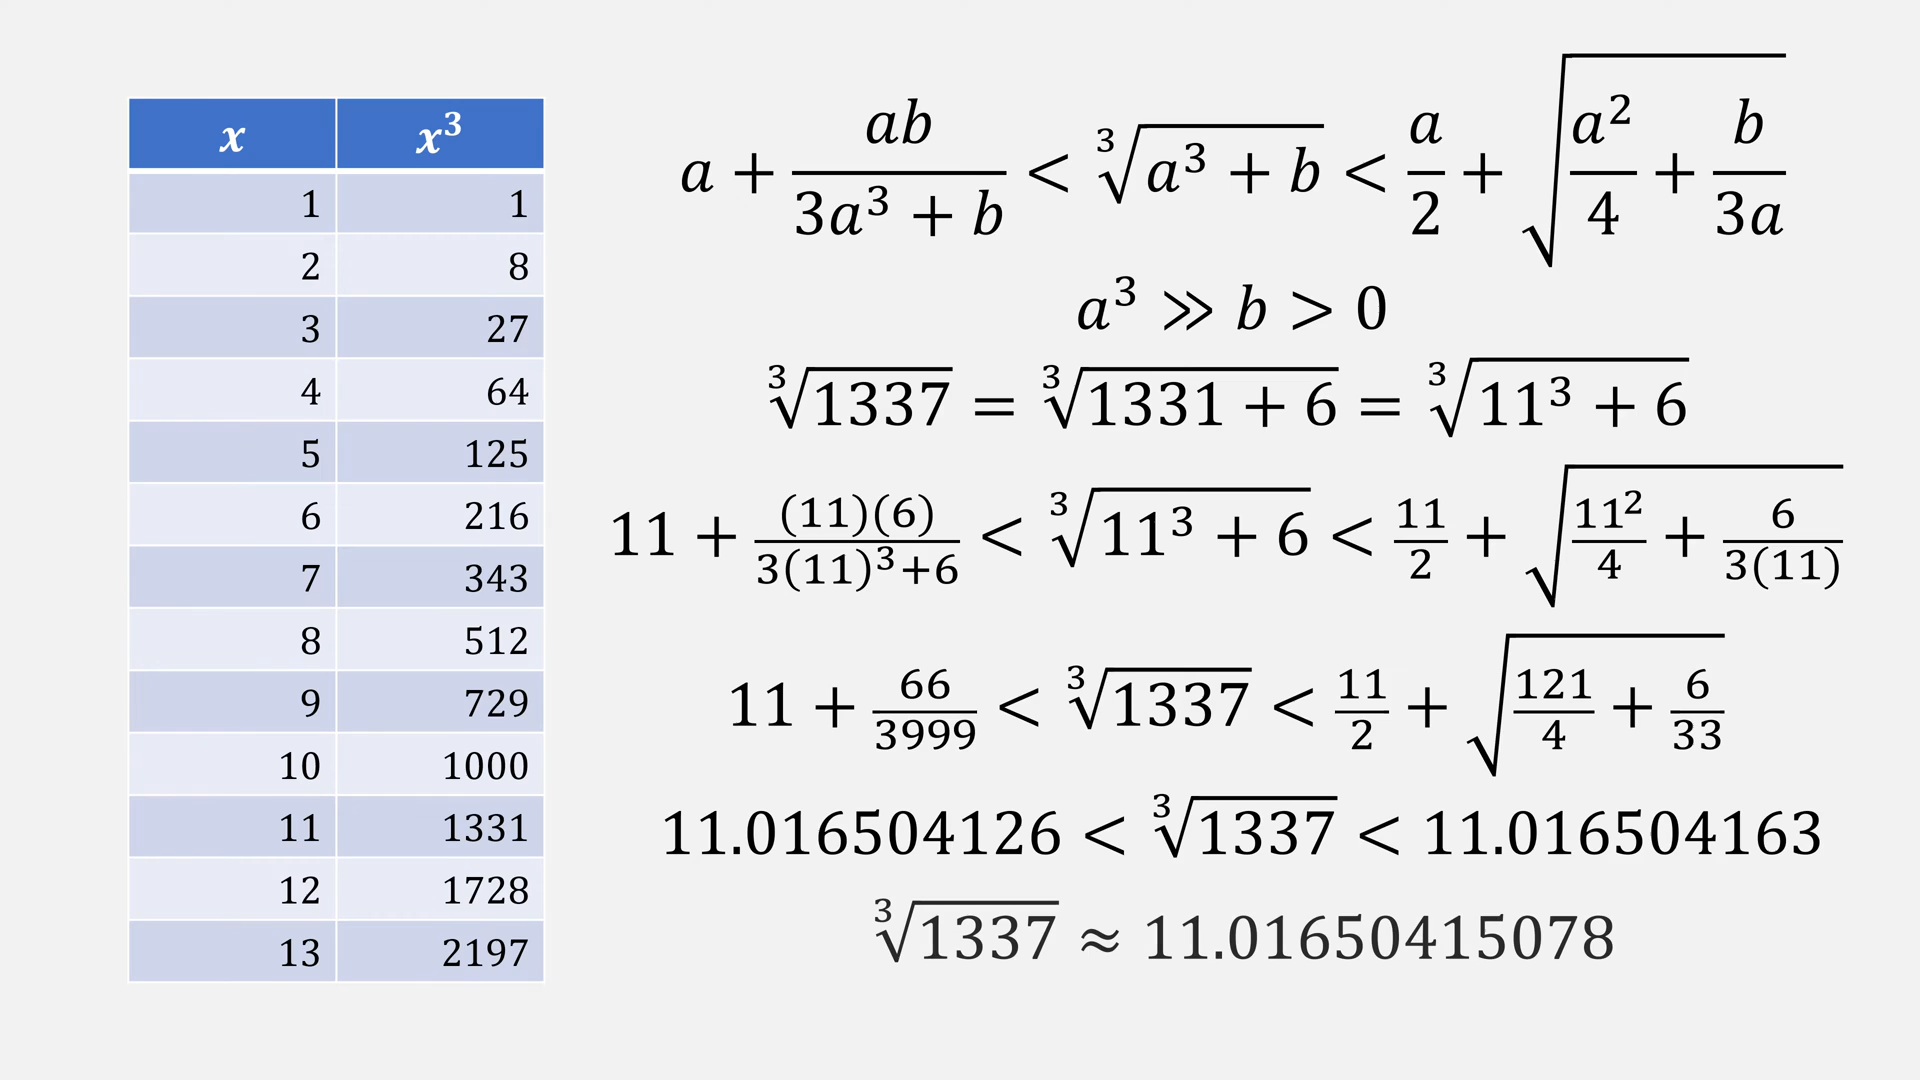 x x³
1 1
2 8
3 27
4 64
5 125
6 216
7 343
8 512
9 729
10 1000
11 1331
12 1728
13 2197
a + ab/(3a³ + b) < ∛(a³ + b) < a/2 + √(a²/4 + b/(3a))
a³ ≫ b > 0
∛1337 = ∛(1331 + 6) = ∛(11³ + 6)
11 + (11)(6)/(3(11)³+6) < ∛(11³ + 6) < 11/2 + √(11²/4 + 6/(3(11)))
11 + 66/3999 < ∛1337 < 11/2 + √(121/4 + 6/33)
11.016504126 < ∛1337 < 11.016504163
∛1337 ≈ 11.01650415078